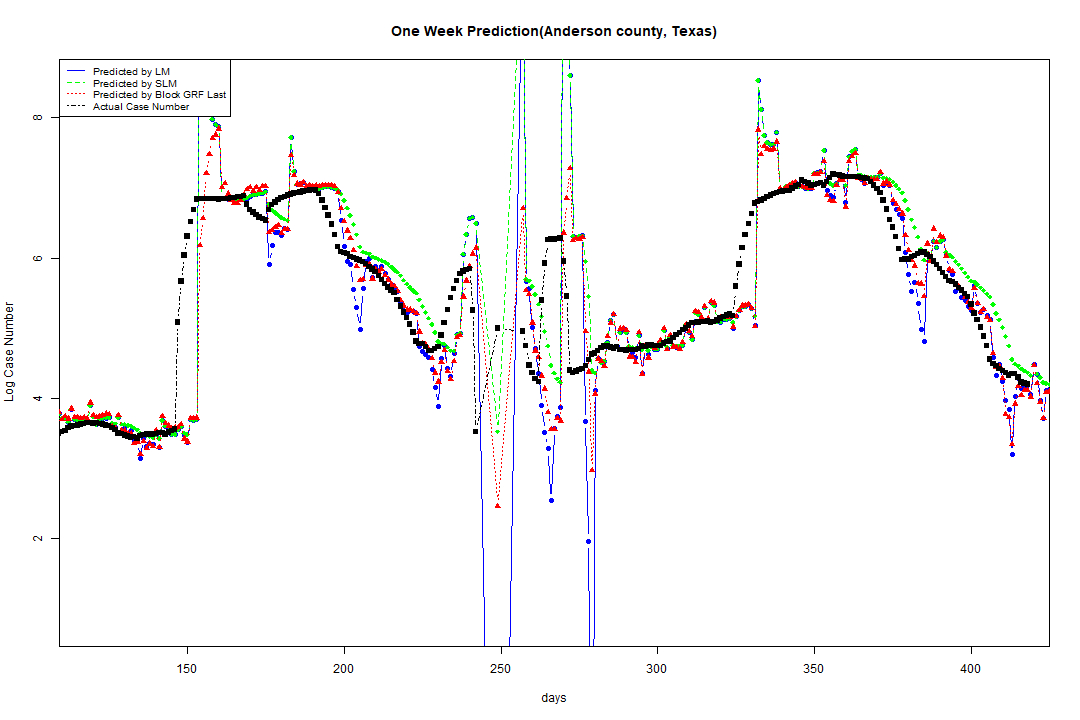 One Week Prediction(Anderson county, Texas)
Predicted by LM
Predicted by SLM
Predicted by Block GRF Last
Actual Case Number
8
6
4
2
Log Case Number
150 200 250 300 350 400
days